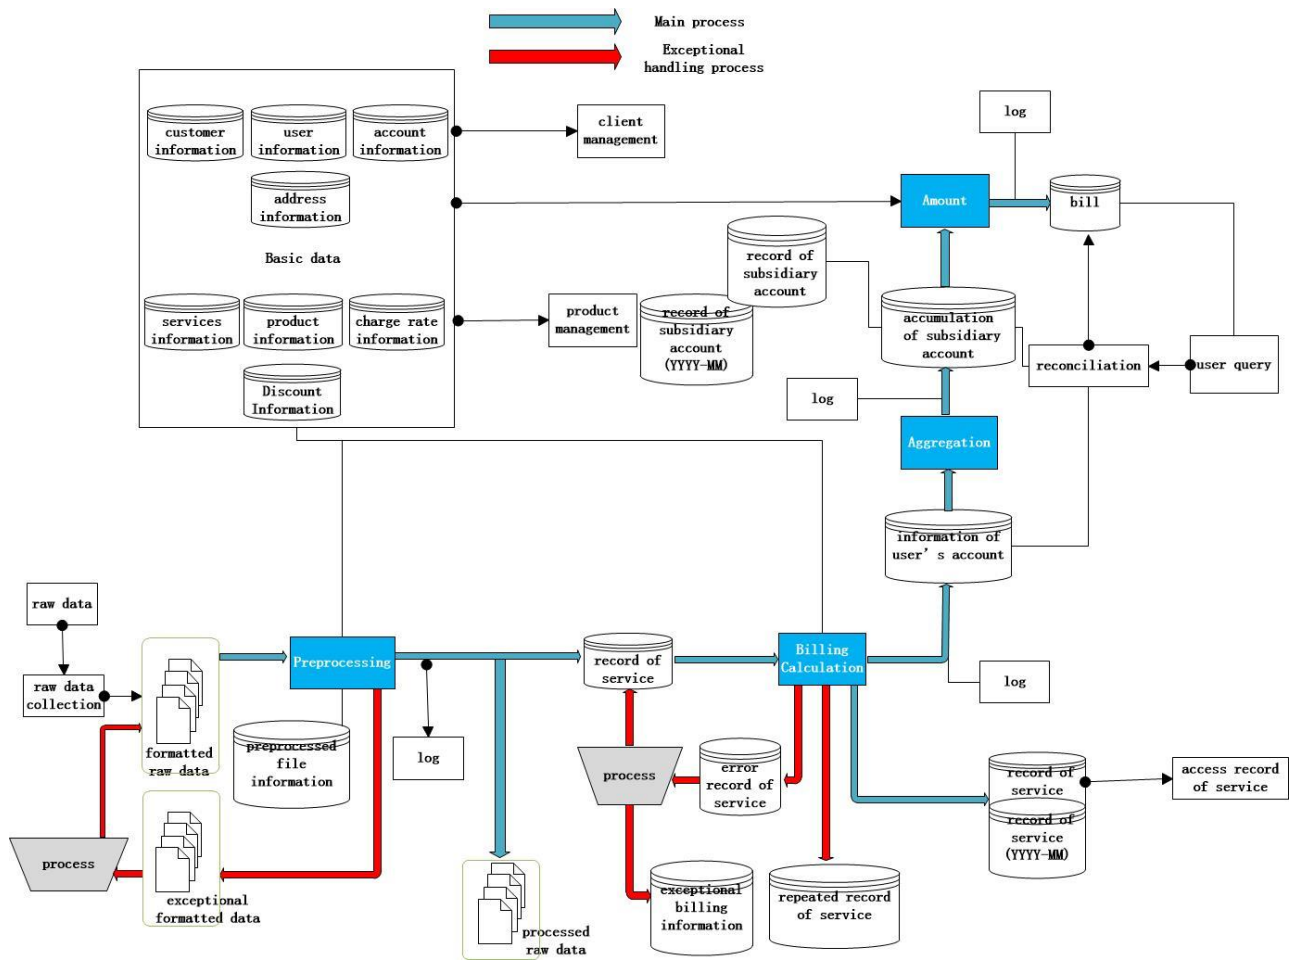 Main process
Exceptional
handling process
customer
information
user
information
account
information
address
information
Basic data
services
information
product
information
charge rate
information
Discount
Information
client
management
product
management
record of
subsidiary
account
(YYYY-MM)
record of
subsidiary
account
Amount
log
bill
accumulation
of subsidiary
account
reconciliation
user query
log
Aggregation
information of
user’s account
log
raw data
raw data
collection
formatted
raw data
Preprocessing
preprocessed
file
information
log
record of
service
Billing
Calculation
process
error
record of
service
record of
service
record of
service
(YYYY-MM)
access record
of service
process
exceptional
formatted data
processed
raw data
exceptional
billing
information
repeated record
of service